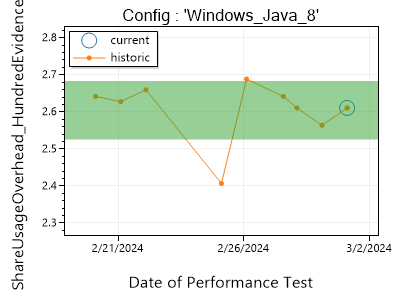 Config : 'Windows_Java_8'
current
historic
ShareUsageOverhead_HundredEvidence
2.8
2.7
2.6
2.5
2.4
2.3
2/21/2024
2/26/2024
3/2/2024
Date of Performance Test